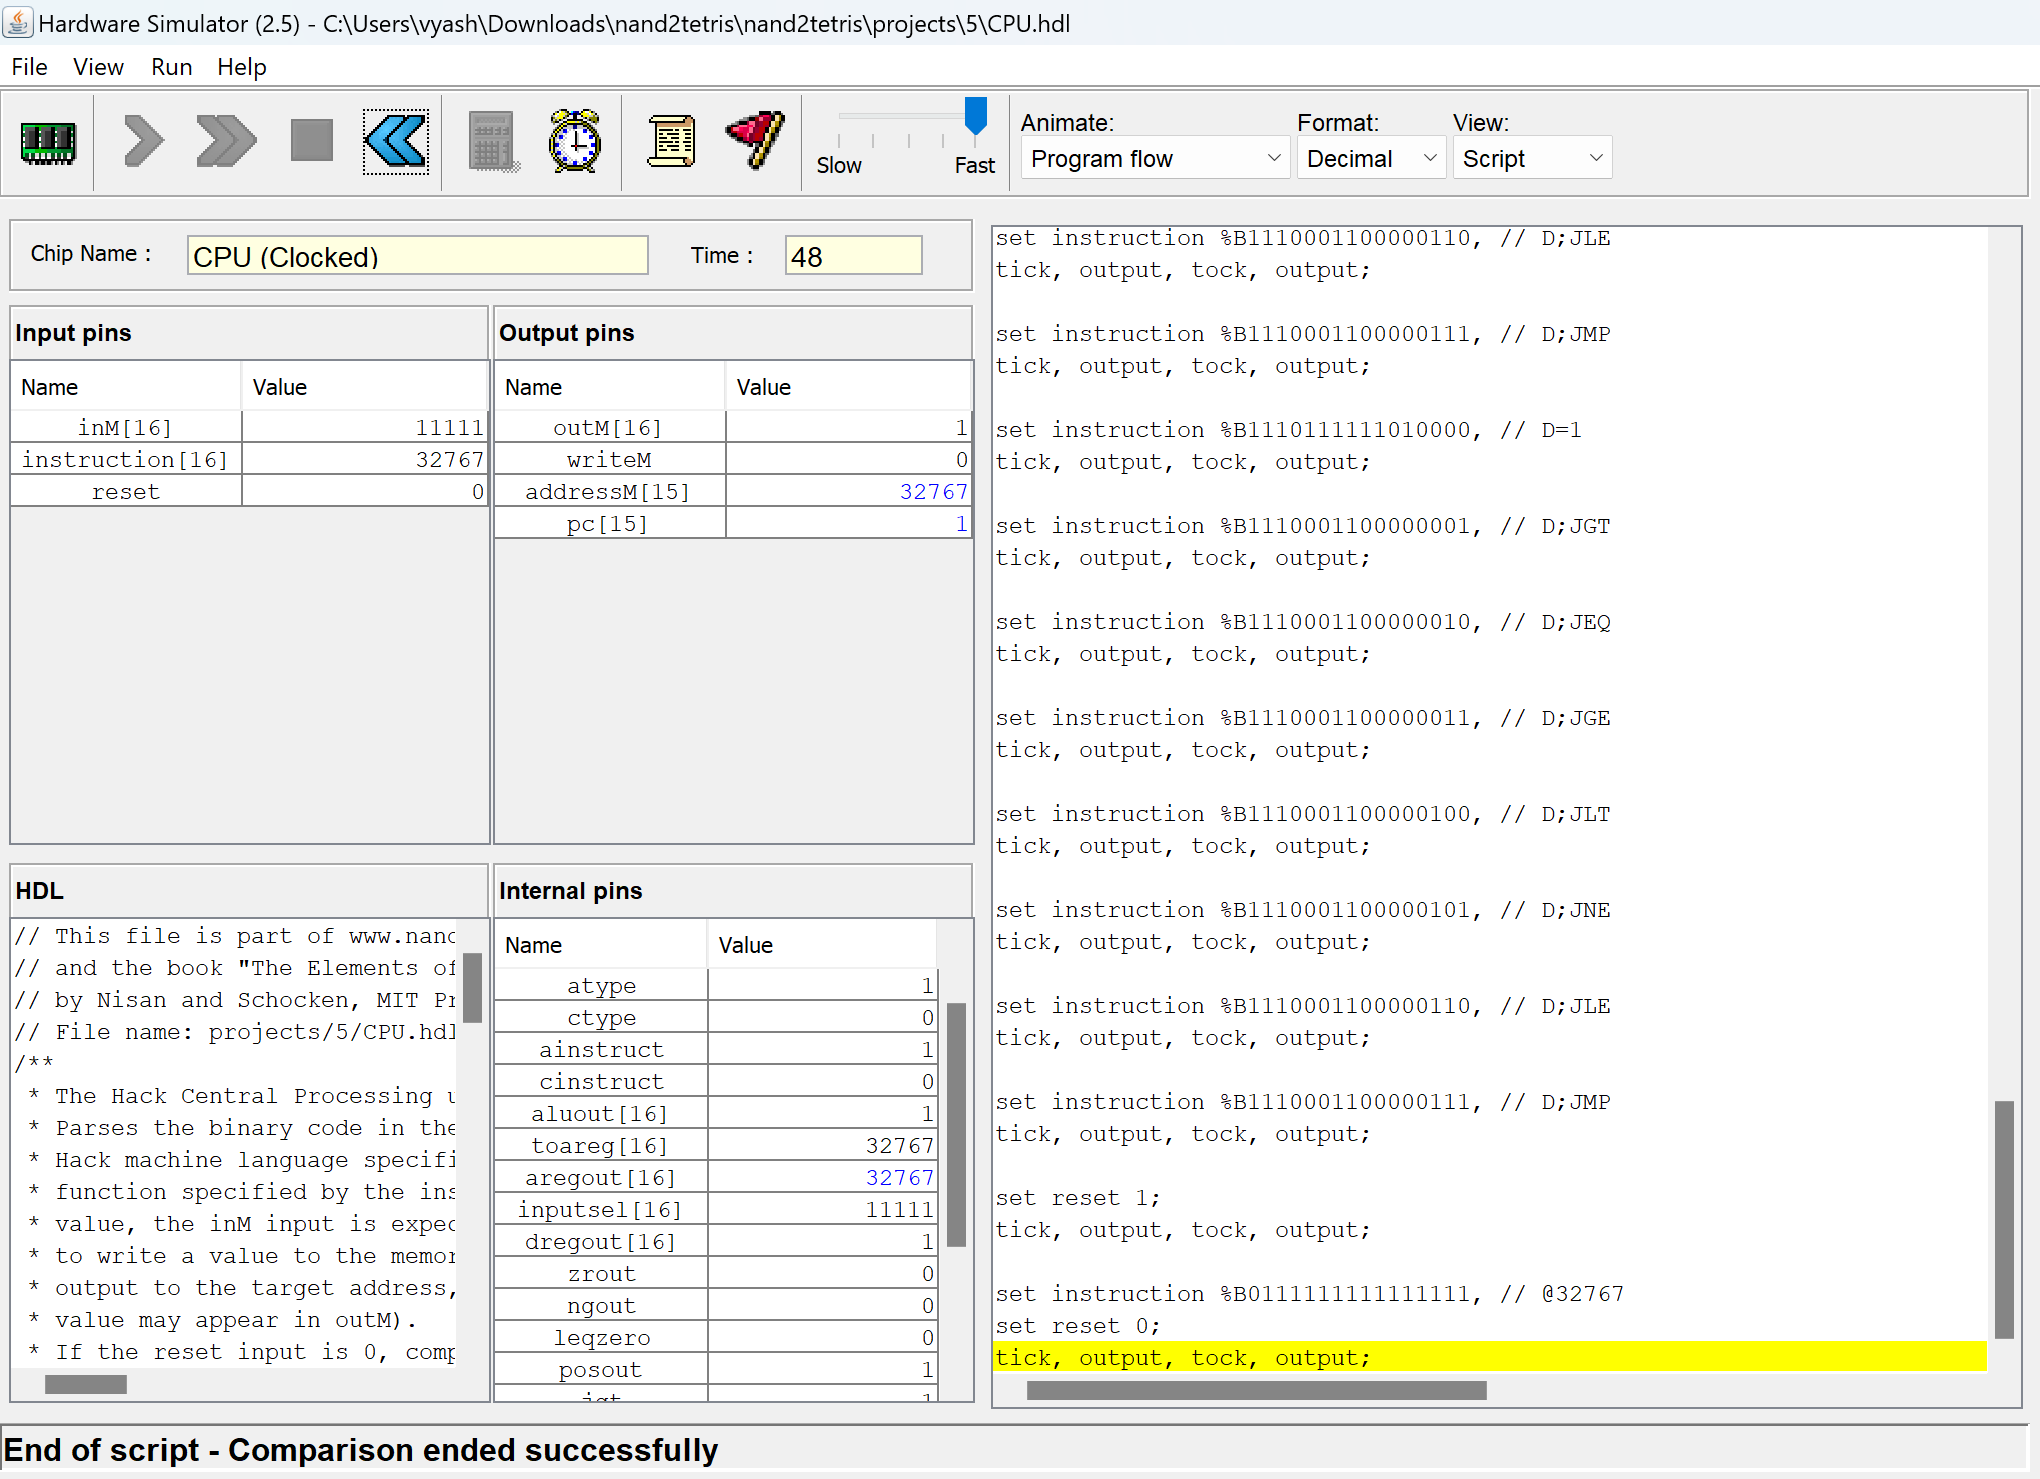 Hardware Simulator (2.5) - C:\Users\vyash\Downloads\nand2tetris\nand2tetris\projects\5\CPU.hdl
File View Run Help
Slow Fast
Animate: Format: View:
Program flow Decimal Script
Chip Name : CPU (Clocked) Time : 48
Input pins
Name Value
inM[16] 11111
instruction[16] 32767
reset 0
Output pins
Name Value
outM[16] 1
writeM 0
addressM[15] 32767
pc[15] 1
HDL
// This file is part of www.nand
// and the book "The Elements of
// by Nisan and Schocken, MIT Pr
// File name: projects/5/CPU.hdl
/**
* The Hack Central Processing u
* Parses the binary code in the
* Hack machine language specifi
* function specified by the ins
* value, the inM input is expec
* to write a value to the memor
* output to the target address,
* value may appear in outM).
* If the reset input is 0, comp
Internal pins
Name Value
atype 1
ctype 0
ainstruct 1
cinstruct 0
aluout[16] 1
toareg[16] 32767
aregout[16] 32767
inputsel[16] 11111
dregout[16] 1
zrout 0
ngout 0
leqzero 0
posout 1
jgt 1
set instruction %B1110001100000110, // D;JLE
tick, output, tock, output;
set instruction %B1110001100000111, // D;JMP
tick, output, tock, output;
set instruction %B1110111111010000, // D=1
tick, output, tock, output;
set instruction %B1110001100000001, // D;JGT
tick, output, tock, output;
set instruction %B1110001100000010, // D;JEQ
tick, output, tock, output;
set instruction %B1110001100000011, // D;JGE
tick, output, tock, output;
set instruction %B1110001100000100, // D;JLT
tick, output, tock, output;
set instruction %B1110001100000101, // D;JNE
tick, output, tock, output;
set instruction %B1110001100000110, // D;JLE
tick, output, tock, output;
set instruction %B1110001100000111, // D;JMP
tick, output, tock, output;
set reset 1;
tick, output, tock, output;
set instruction %B0111111111111111, // @32767
set reset 0;
tick, output, tock, output;
End of script - Comparison ended successfully